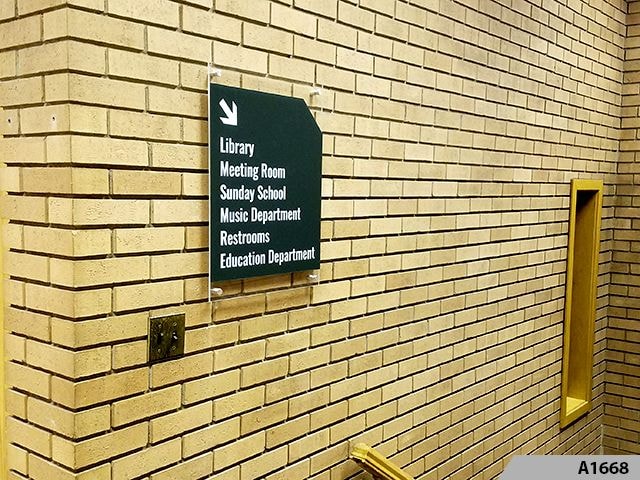 Library
Meeting Room
Sunday School
Music Department
Restrooms
Education Department
A1668